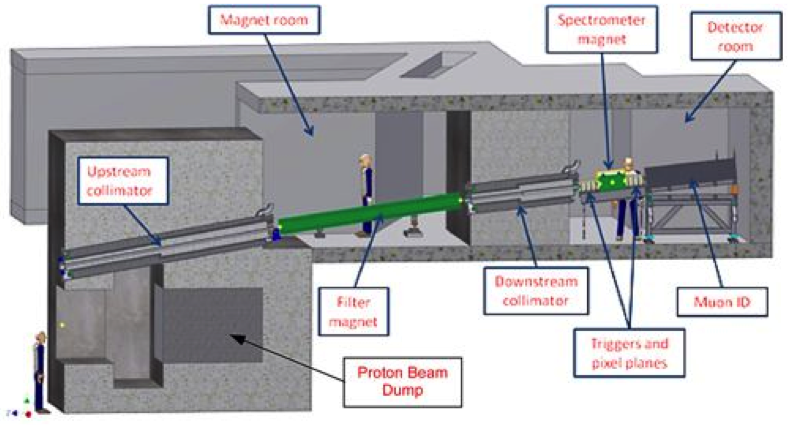 Magnet room
Spectrometer
magnet
Detector
room
Upstream
collimator
Filter
magnet
Downstream
collimator
Muon ID
Triggers and
pixel planes
Proton Beam
Dump